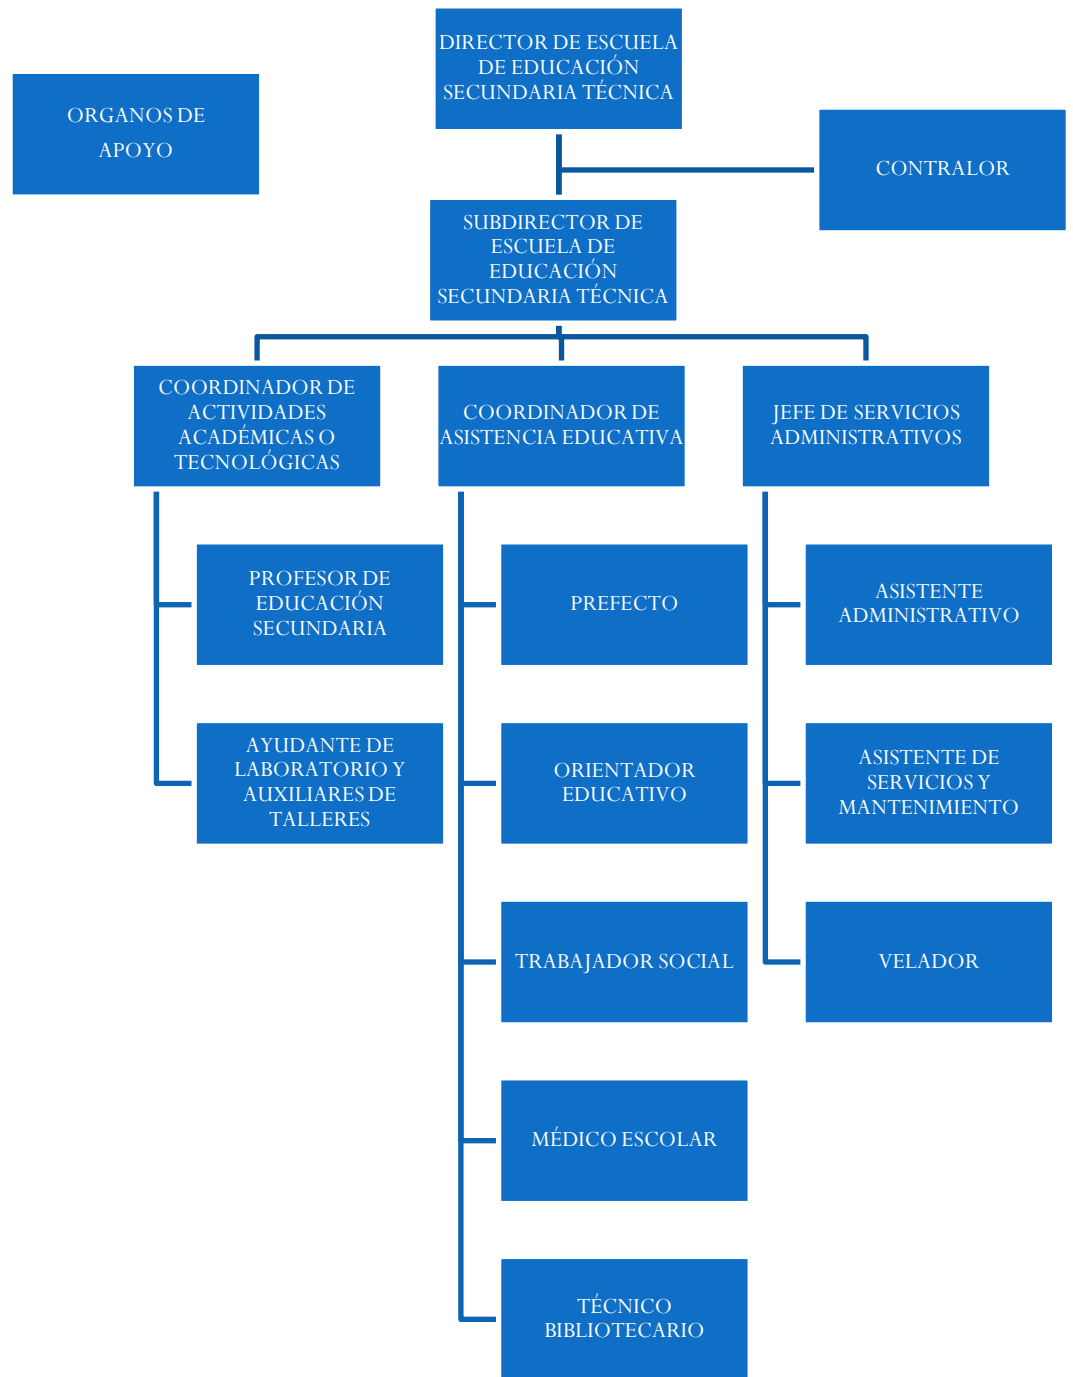 DIRECTOR DE ESCUELA
DE EDUCACIÓN
SECUNDARIA TÉCNICA
ORGANOS DE
APOYO
CONTRALOR
SUBDIRECTOR DE
ESCUELA DE
EDUCACIÓN
SECUNDARIA TÉCNICA
COORDINADOR DE
ACTIVIDADES
ACADÉMICAS O
TECNOLÓGICAS
COORDINADOR DE
ASISTENCIA EDUCATIVA
JEFE DE SERVICIOS
ADMINISTRATIVOS
PROFESOR DE
EDUCACIÓN
SECUNDARIA
PREFECTO
ASISTENTE
ADMINISTRATIVO
AYUDANTE DE
LABORATORIO Y
AUXILIARES DE
TALLERES
ORIENTADOR
EDUCATIVO
ASISTENTE DE
SERVICIOS Y
MANTENIMIENTO
TRABAJADOR SOCIAL
VELADOR
MÉDICO ESCOLAR
TÉCNICO
BIBLIOTECARIO